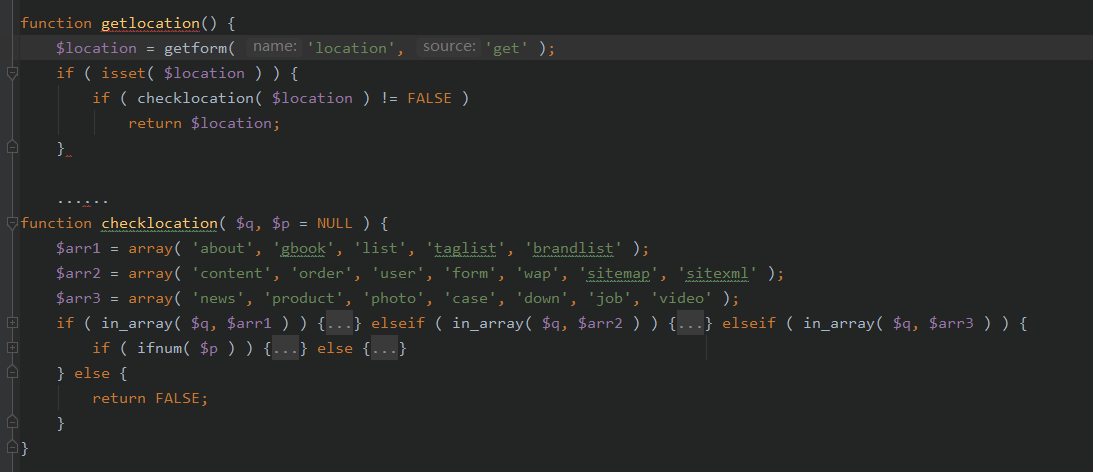 function getlocation() {
$location = getform( name: 'location', source: 'get' );
if ( isset( $location ) ) {
if ( checklocation( $location ) != FALSE )
return $location;
}
......
function checklocation( $q, $p = NULL ) {
$arr1 = array( 'about', 'gbook', 'list', 'taglist', 'brandlist' );
$arr2 = array( 'content', 'order', 'user', 'form', 'wap', 'sitemap', 'sitexml' );
$arr3 = array( 'news', 'product', 'photo', 'case', 'down', 'job', 'video' );
if ( in_array( $q, $arr1 ) ) {...} elseif ( in_array( $q, $arr2 ) ) {...} elseif ( in_array( $q, $arr3 ) ) {
if ( ifnum( $p ) ) {...} else {...}
} else {
return FALSE;
}
}